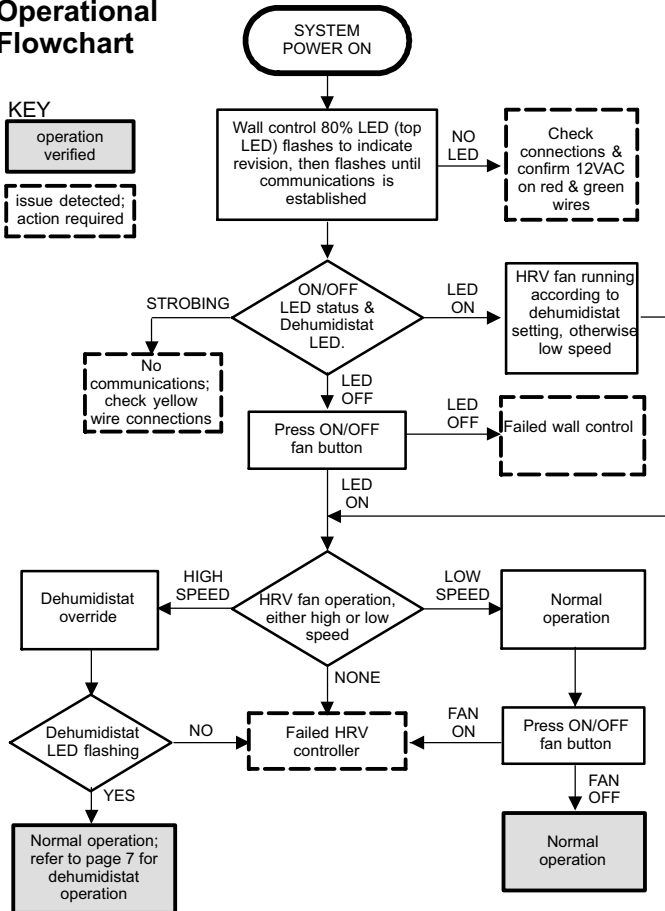 Operational
Flowchart
SYSTEM
POWER ON
KEY
operation
verified
issue detected;
action required
Wall control 80% LED (top
LED) flashes to indicate
revision, then flashes until
communications is
established
NO
LED
Check
connections &
confirm 12VAC
on red & green
wires
STROBING
ON/OFF
LED status &
Dehumidistat
LED.
LED
ON
HRV fan running
according to
dehumidistat
setting, otherwise
low speed
No
communications;
check yellow
wire connections
LED
OFF
Press ON/OFF
fan button
LED
OFF
Failed wall control
LED
ON
Dehumidistat
override
HIGH
SPEED
HRV fan operation,
either high or low
speed
LOW
SPEED
Normal
operation
NONE
Dehumidistat
LED flashing
NO
Failed HRV
controller
FAN
ON
Press ON/OFF
fan button
YES
FAN
OFF
Normal operation;
refer to page 7 for
dehumidistat
operation
Normal
operation